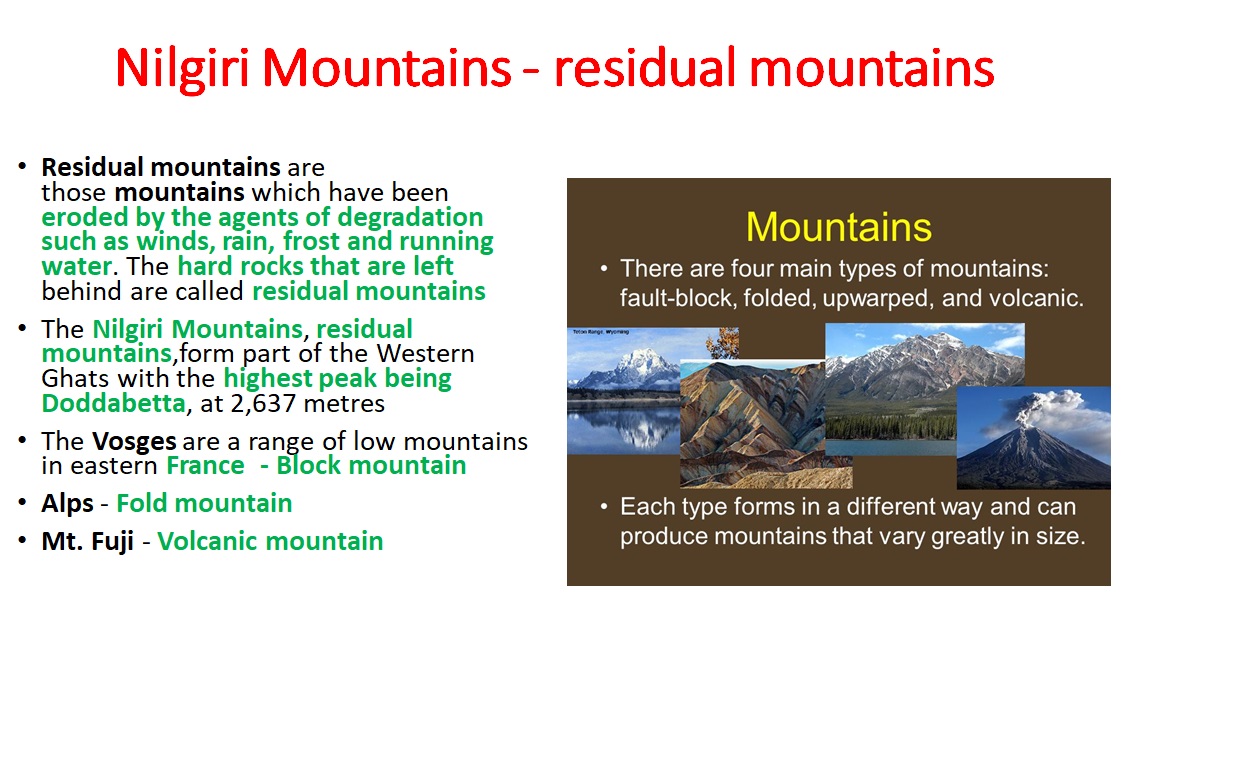 Nilgiri Mountains - residual mountains
• Residual mountains are
those mountains which have been
eroded by the agents of degradation
such as winds, rain, frost and running
water. The hard rocks that are left
behind are called residual mountains
• The Nilgiri Mountains, residual
mountains,form part of the Western
Ghats with the highest peak being
Doddabetta, at 2,637 metres
• The Vosges are a range of low mountains
in eastern France - Block mountain
• Alps - Fold mountain
• Mt. Fuji - Volcanic mountain
Mountains
• There are four main types of mountains:
fault-block, folded, upwarped, and volcanic.
Teton Range, Wyoming
• Each type forms in a different way and can
produce mountains that vary greatly in size.